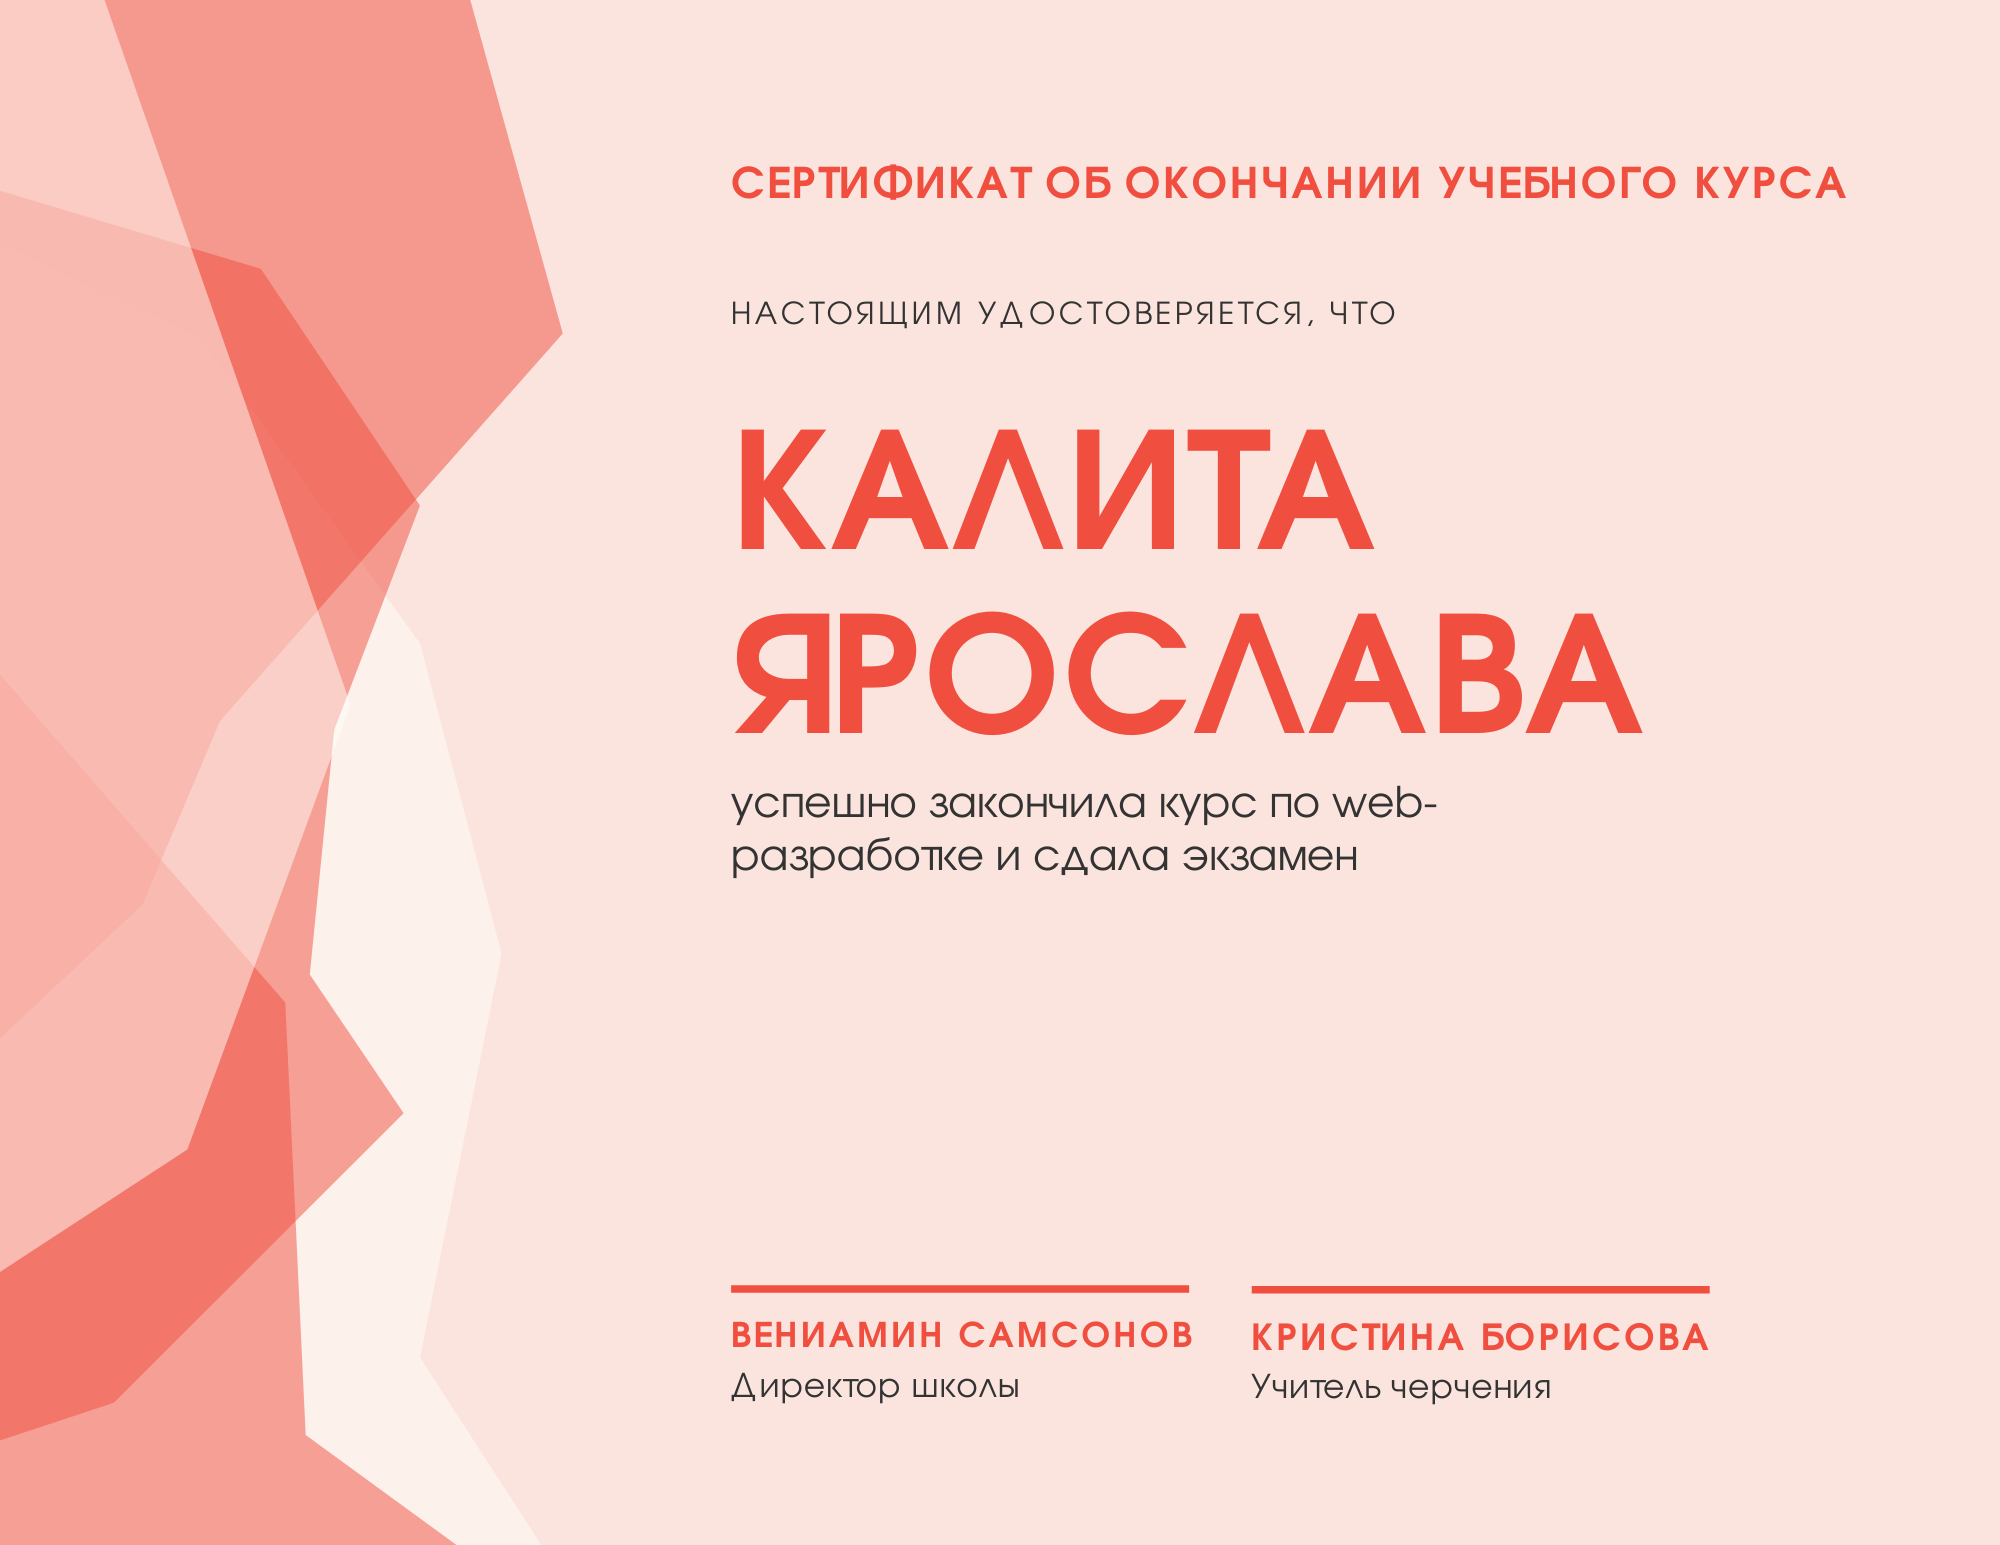 СЕРТИФИКАТ ОБ ОКОНЧАНИИ УЧЕБНОГО КУРСА
НАСТОЯЩИМ УДОСТОВЕРЯЕТСЯ, ЧТО
КАЛИТА
ЯРОСЛАВА
успешно закончила курс по web-
разработке и сдала экзамен
ВЕНИАМИН САМСОНОВ
Директор школы
КРИСТИНА БОРИСОВА
Учитель черчения